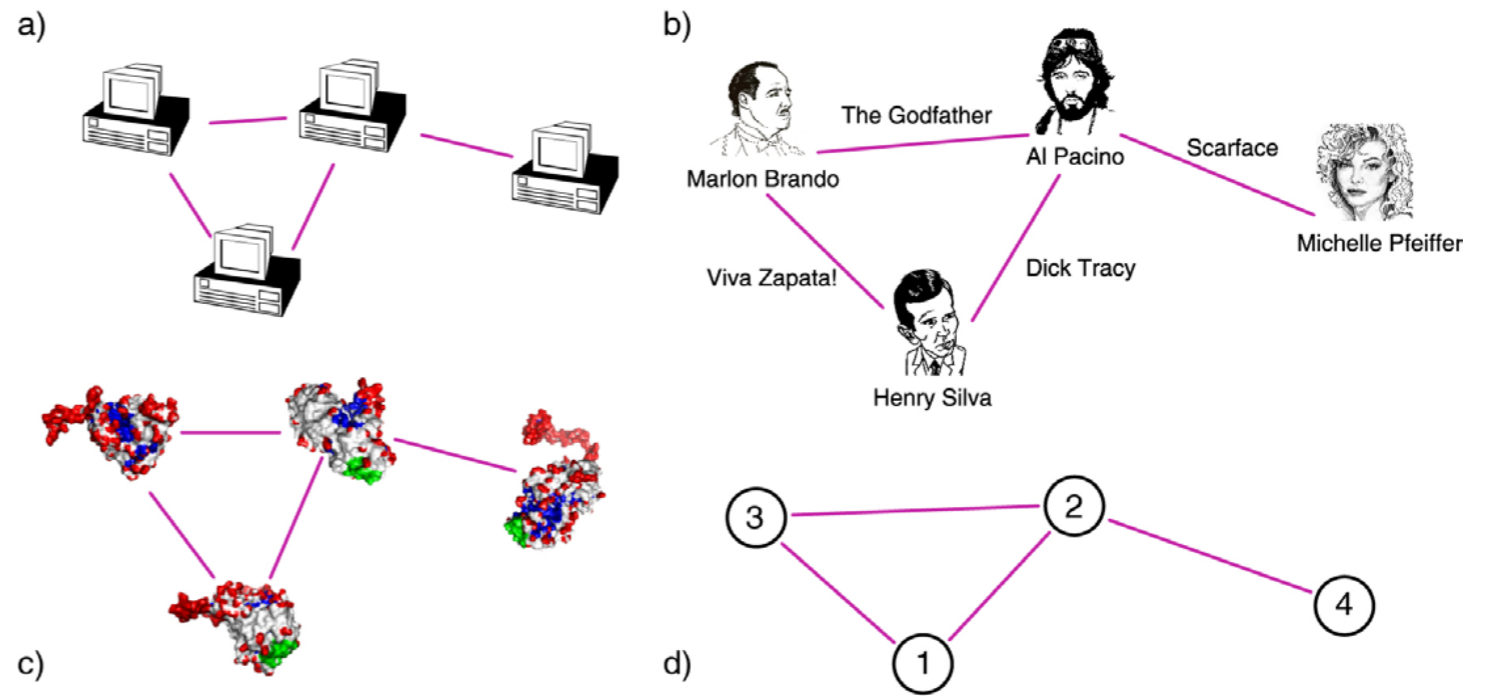 a)
b)
The Godfather
Al Pacino
Scarface
Marlon Brando
Michelle Pfeiffer
Viva Zapata!
Dick Tracy
Henry Silva
3
2
4
1
c)
d)